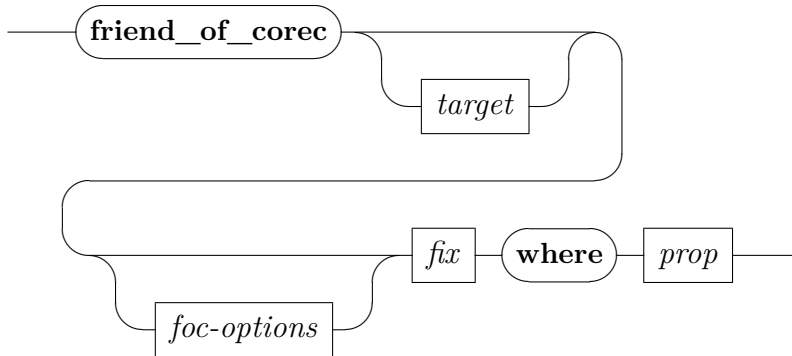 friend_of_corec
target
fix where prop
foc-options